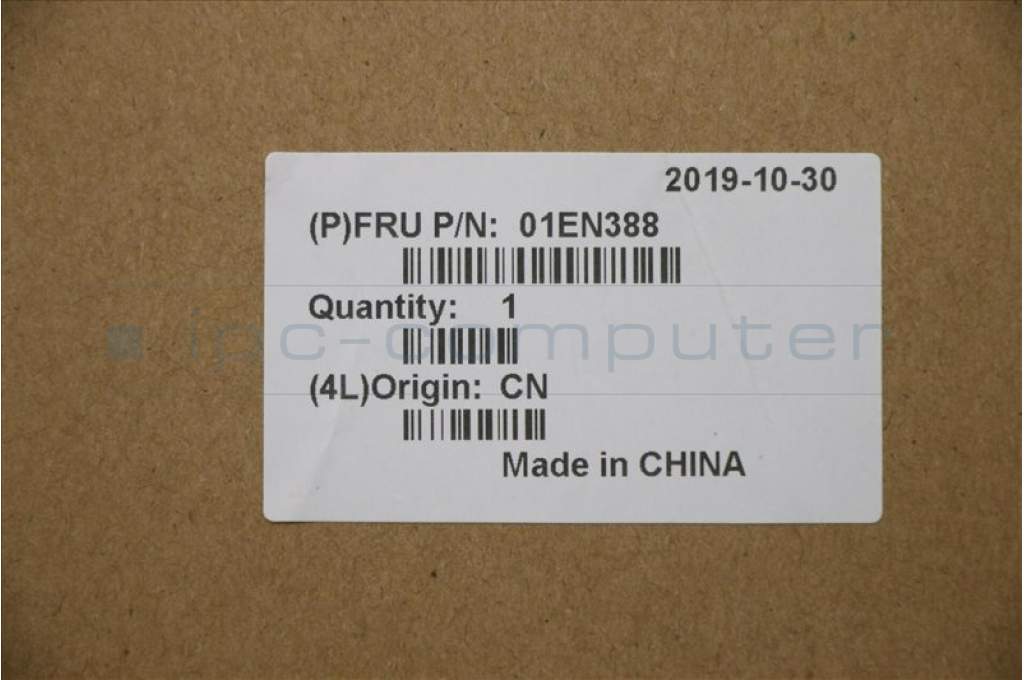 2019-10-30
(P)FRU P/N: 01EN388
Quantity: 1
ipc-computer
(4L)Origin: CN
Made in CHINA